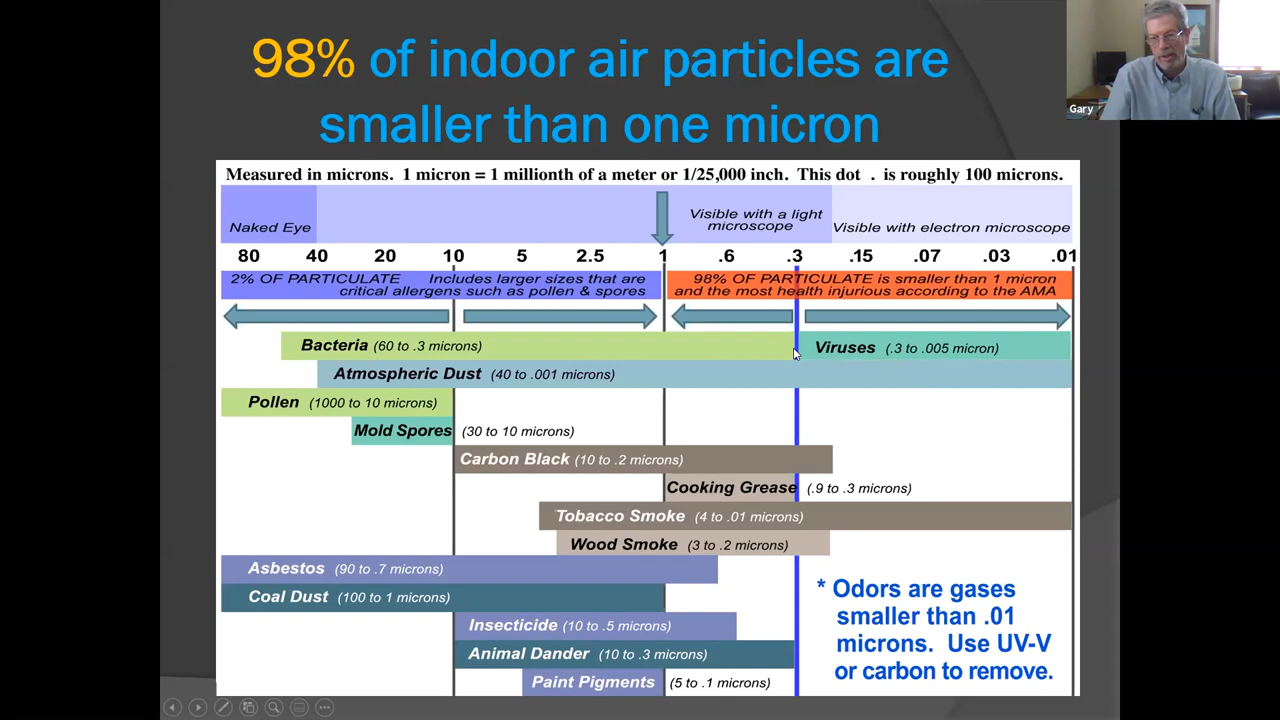 98% of indoor air particles are
smaller than one micron
Gary
Measured in microns. 1 micron = 1 millionth of a meter or 1/25,000 inch. This dot . is roughly 100 microns.
Naked Eye
Visible with a light
microscope
Visible with electron microscope
80 40 20 10 5 2.5 1 .6 .3 .15 .07 .03 .01
2% OF PARTICULATE Includes larger sizes that are
critical allergens such as pollen & spores
98% OF PARTICULATE is smaller than 1 micron
and the most health injurious according to the AMA
Bacteria (60 to .3 microns)
Viruses (.3 to .005 micron)
Atmospheric Dust (40 to .001 microns)
Pollen (1000 to 10 microns)
Mold Spores (30 to 10 microns)
Carbon Black (10 to .2 microns)
Cooking Grease (.9 to .3 microns)
Tobacco Smoke (4 to .01 microns)
Wood Smoke (3 to .2 microns)
Asbestos (90 to .7 microns)
Coal Dust (100 to 1 microns)
Insecticide (10 to .5 microns)
Animal Dander (10 to .3 microns)
Paint Pigments (5 to .1 microns)
* Odors are gases
smaller than .01
microns. Use UV-V
or carbon to remove.